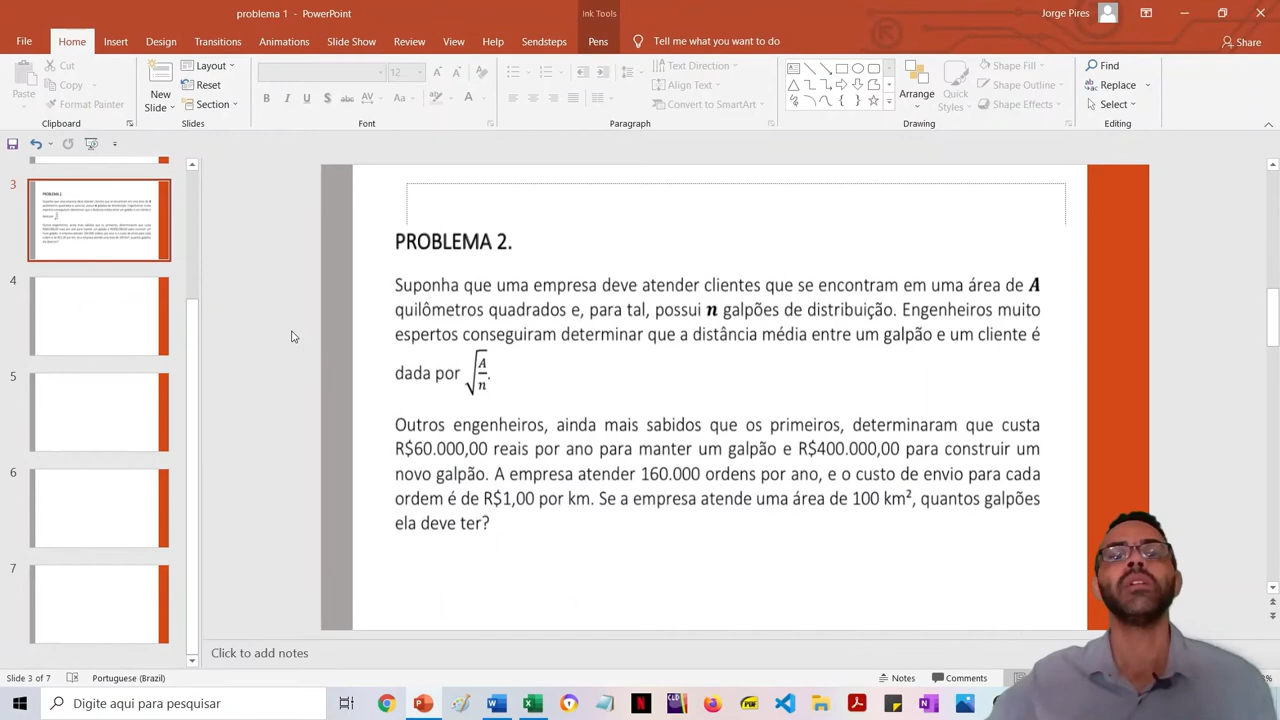 problema 1 - PowerPoint
Ink Tools
Jorge Pires
File Home Insert Design Transitions Animations Slide Show Review View Help Sendsteps Pens Tell me what you want to do Share
Paste
Cut
Copy
Format Painter
Clipboard
New Slide
Layout
Reset
Section
Slides
12
B I U S abc AV Aa A
Font
Text Direction
Align Text
Convert to SmartArt
Paragraph
Arrange
Quick Styles
Shape Fill
Shape Outline
Shape Effects
Drawing
Find
Replace
Select
Editing
3
4
5
6
7
PROBLEMA 2.
Suponha que uma empresa deve atender clientes que se encontram em uma área de A
quilômetros quadrados e, para tal, possui n galpões de distribuição. Engenheiros muito
espertos conseguiram determinar que a distância média entre um galpão e um cliente é
dada por √(A/n).
Outros engenheiros, ainda mais sabidos que os primeiros, determinaram que custa
R$60.000,00 reais por ano para manter um galpão e R$400.000,00 para construir um
novo galpão. A empresa atender 160.000 ordens por ano, e o custo de envio para cada
ordem é de R$1,00 por km. Se a empresa atende uma área de 100 km², quantos galpões
ela deve ter?
Click to add notes
Slide 3 of 7 Portuguese (Brazil) Notes Comments
Digite aqui para pesquisar